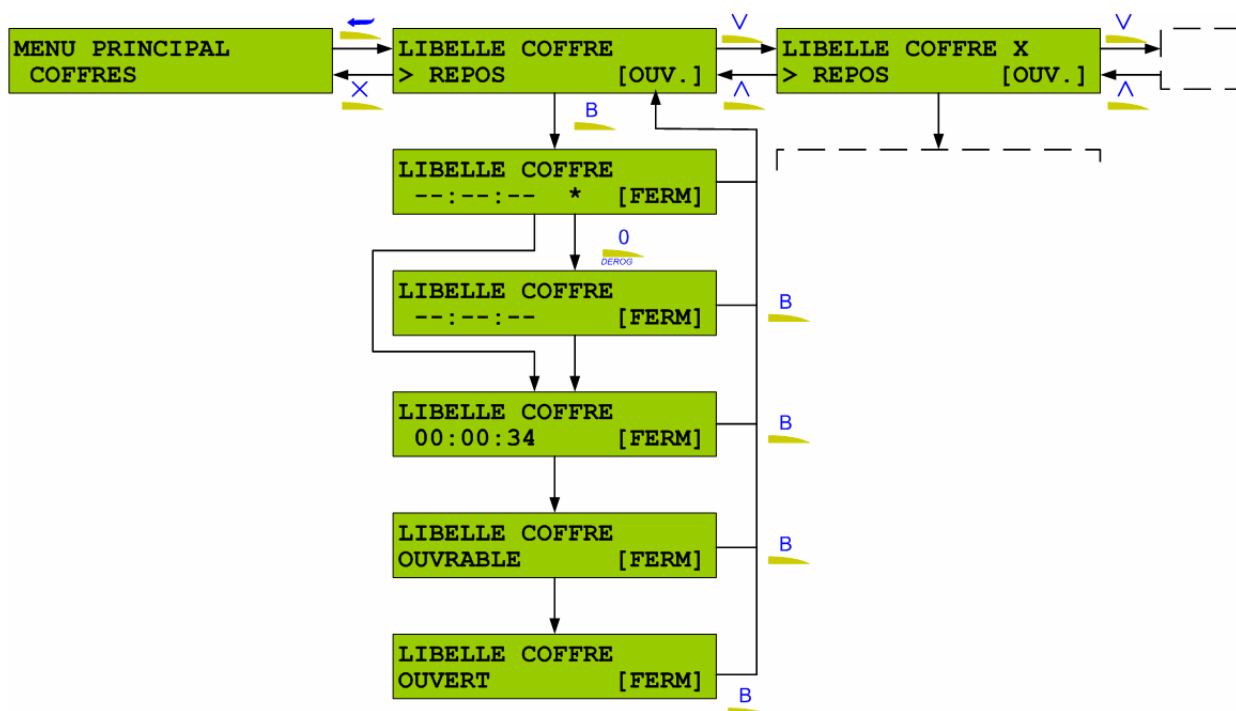 MENU PRINCIPAL
COFFRES
LIBELLE COFFRE
> REPOS [OUV.]
LIBELLE COFFRE X
> REPOS [OUV.]
B
LIBELLE COFFRE
--:--:-- * [FERM]
0
DEROG
LIBELLE COFFRE
--:--:-- [FERM]
B
LIBELLE COFFRE
00:00:34 [FERM]
B
LIBELLE COFFRE
OUVRABLE [FERM]
B
LIBELLE COFFRE
OUVERT [FERM]
B